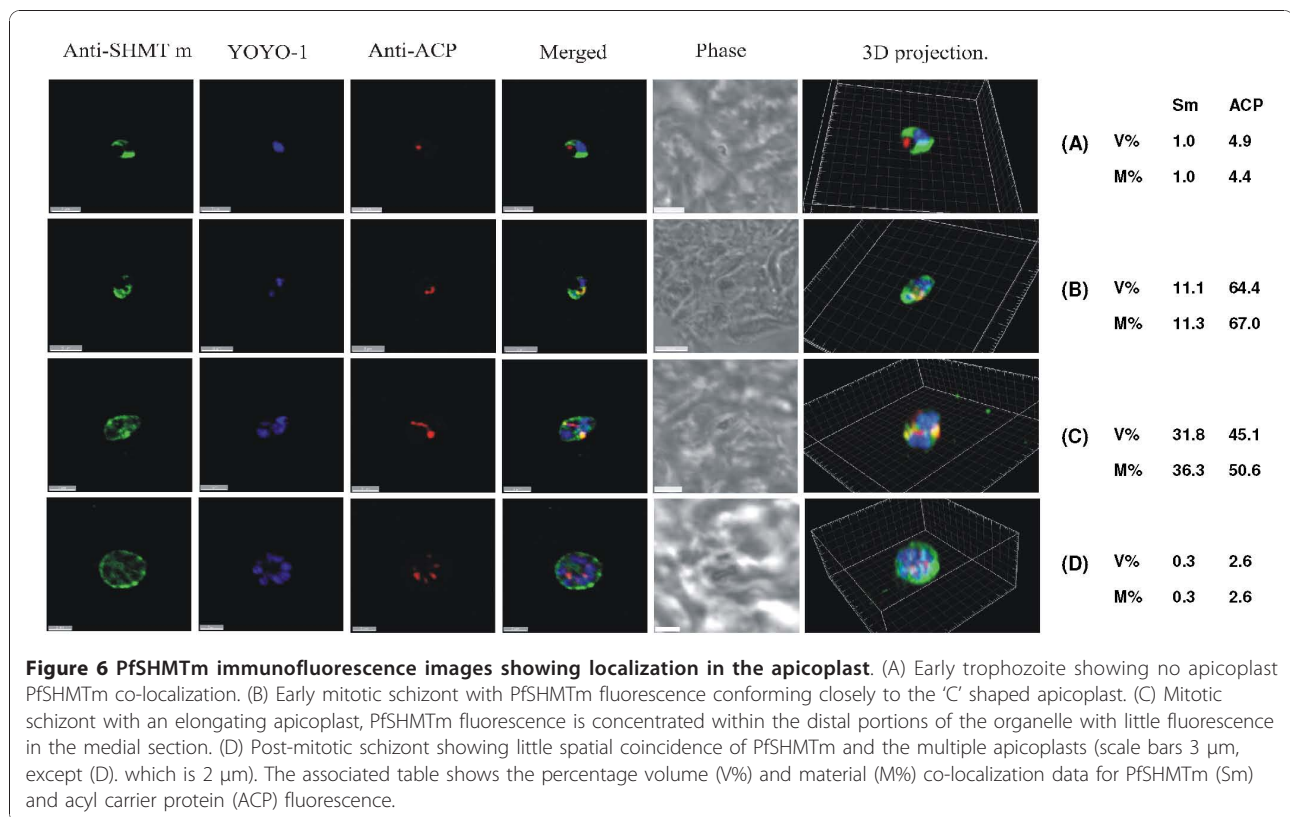 Anti-SHMT m YOYO-1 Anti-ACP Merged Phase 3D projection.
Sm ACP
(A) V% 1.0 4.9
M% 1.0 4.4
(B) V% 11.1 64.4
M% 11.3 67.0
(C) V% 31.8 45.1
M% 36.3 50.6
(D) V% 0.3 2.6
M% 0.3 2.6
Figure 6 PfSHMTm immunofluorescence images showing localization in the apicoplast. (A) Early trophozoite showing no apicoplast
PfSHMTm co-localization. (B) Early mitotic schizont with PfSHMTm fluorescence conforming closely to the ‘C’ shaped apicoplast. (C) Mitotic
schizont with an elongating apicoplast, PfSHMTm fluorescence is concentrated within the distal portions of the organelle with little fluorescence
in the medial section. (D) Post-mitotic schizont showing little spatial coincidence of PfSHMTm and the multiple apicoplasts (scale bars 3 μm,
except (D). which is 2 μm). The associated table shows the percentage volume (V%) and material (M%) co-localization data for PfSHMTm (Sm)
and acyl carrier protein (ACP) fluorescence.